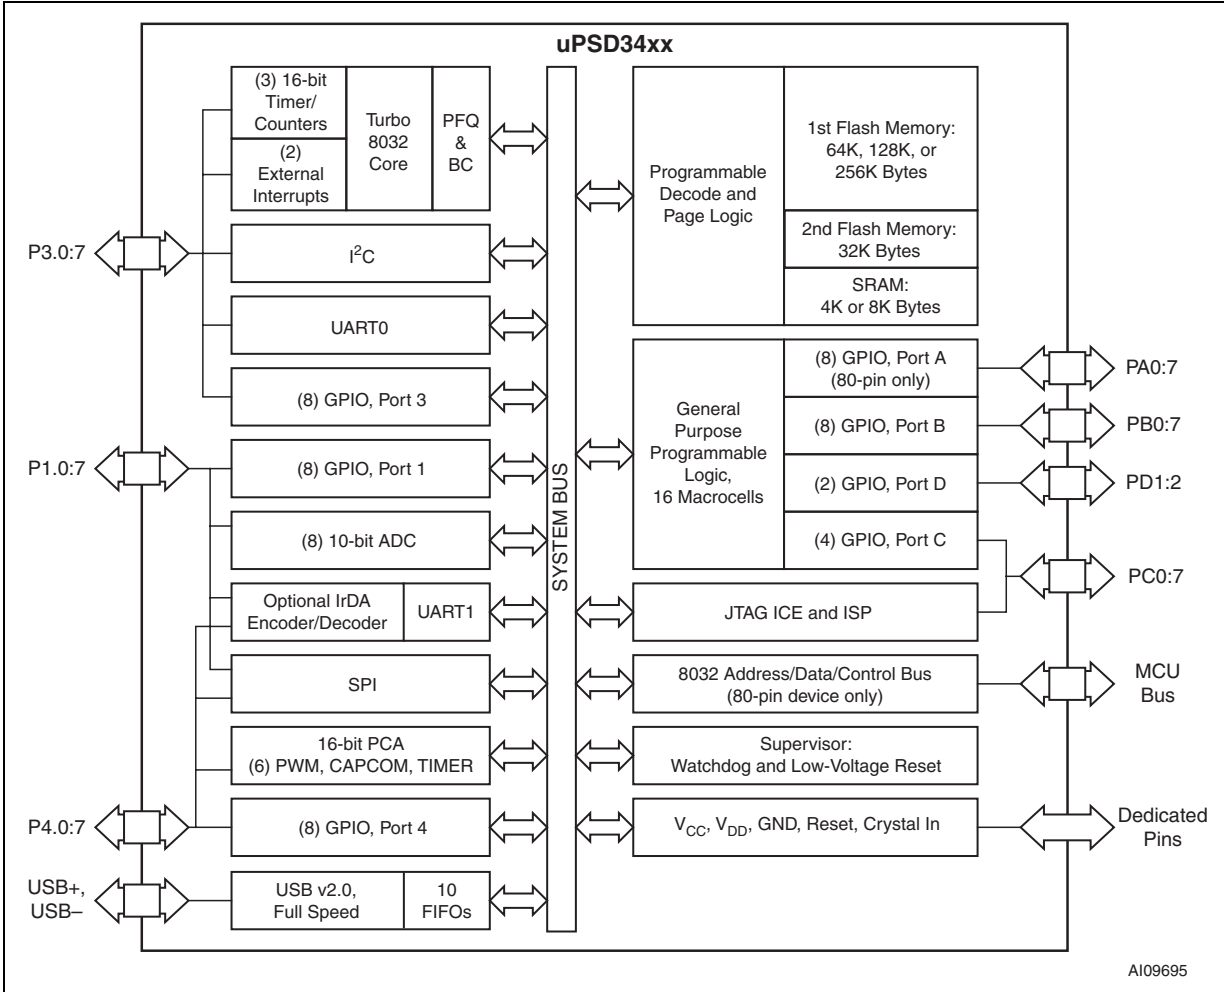 uPSD34xx
(3) 16-bit
Timer/
Counters
(2)
External
Interrupts
Turbo
8032
Core
PFQ
&
BC
P3.0:7
I2C
UART0
(8) GPIO, Port 3
P1.0:7
(8) GPIO, Port 1
(8) 10-bit ADC
Optional IrDA
Encoder/Decoder
UART1
SPI
16-bit PCA
(6) PWM, CAPCOM, TIMER
P4.0:7
(8) GPIO, Port 4
USB+,
USB–
USB v2.0,
Full Speed
10
FIFOs
SYSTEM BUS
Programmable
Decode and
Page Logic
1st Flash Memory:
64K, 128K, or
256K Bytes
2nd Flash Memory:
32K Bytes
SRAM:
4K or 8K Bytes
General
Purpose
Programmable
Logic,
16 Macrocells
(8) GPIO, Port A
(80-pin only)
PA0:7
(8) GPIO, Port B
PB0:7
(2) GPIO, Port D
PD1:2
(4) GPIO, Port C
PC0:7
JTAG ICE and ISP
8032 Address/Data/Control Bus
(80-pin device only)
MCU
Bus
Supervisor:
Watchdog and Low-Voltage Reset
VCC, VDD, GND, Reset, Crystal In
Dedicated
Pins
AI09695